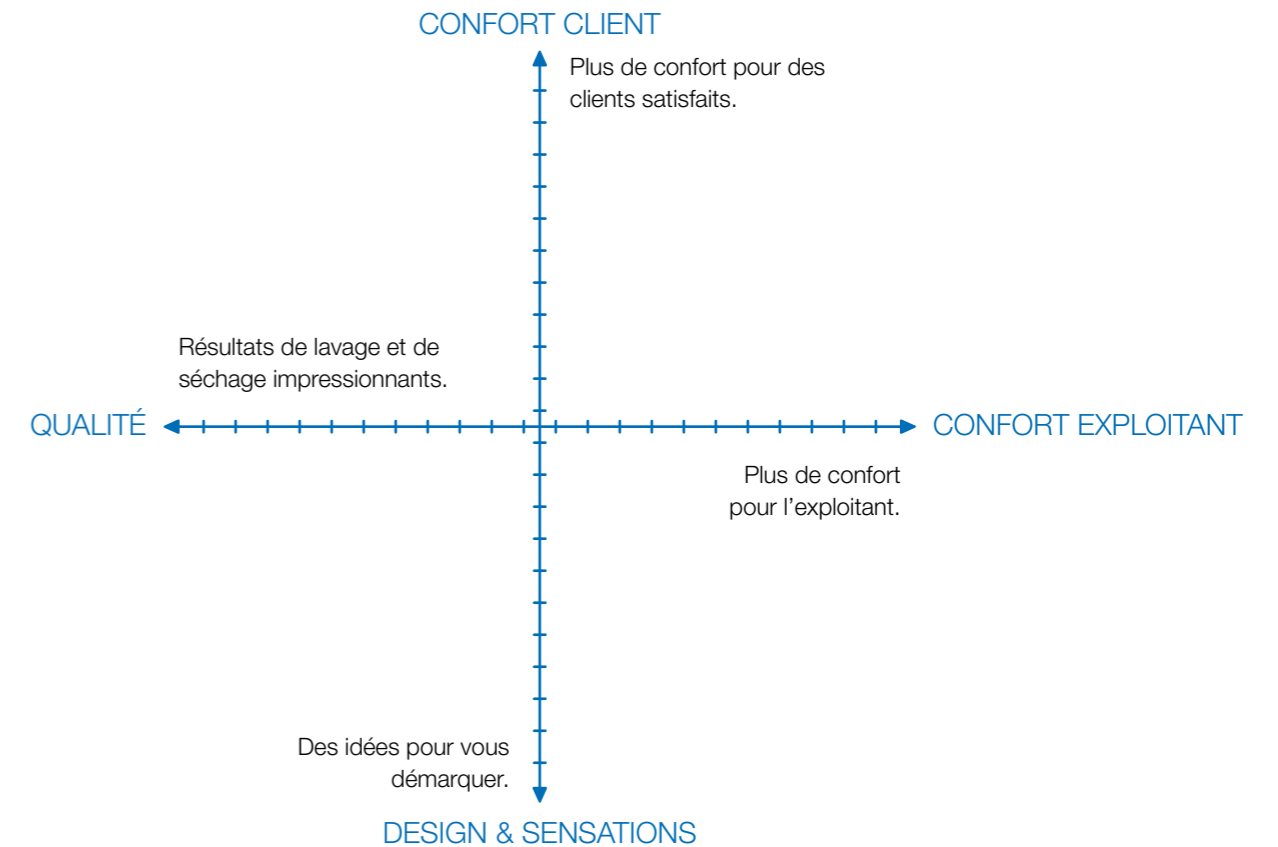 CONFORT CLIENT
Plus de confort pour des
clients satisfaits.
Résultats de lavage et de
séchage impressionnants.
QUALITÉ
CONFORT EXPLOITANT
Plus de confort
pour l’exploitant.
Des idées pour vous
démarquer.
DESIGN & SENSATIONS